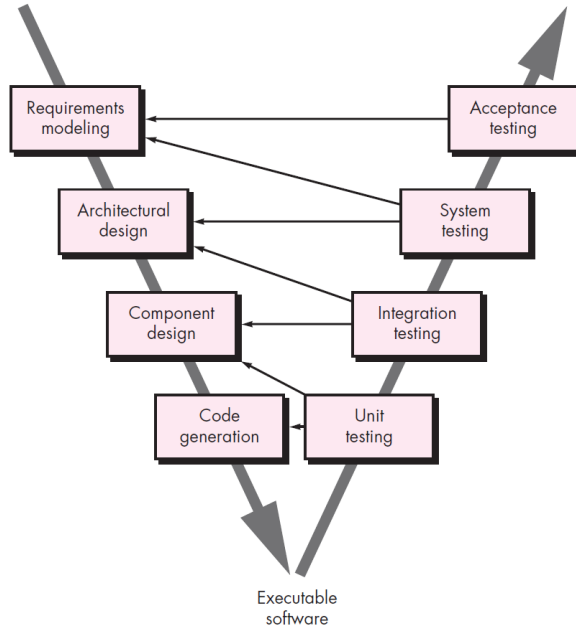 Requirements
modeling
Acceptance
testing
Architectural
design
System
testing
Component
design
Integration
testing
Code
generation
Unit
testing
Executable
software